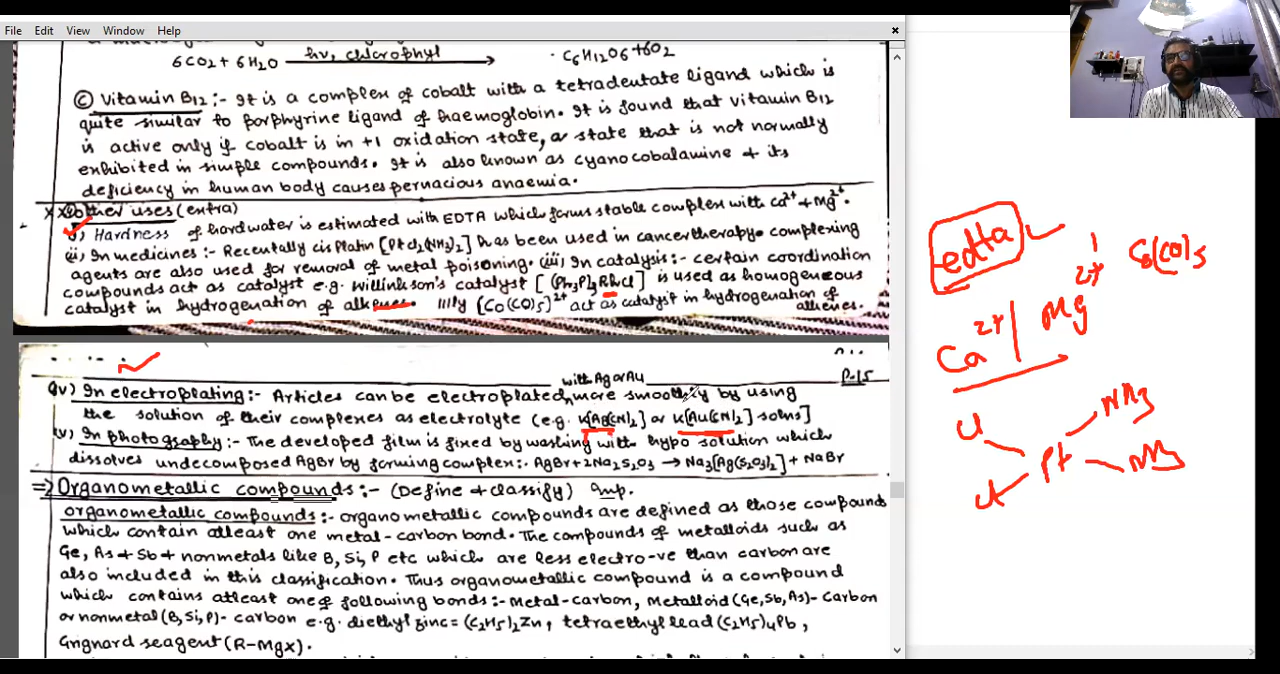 File Edit View Window Help
6CO2 + 6H2O hv, chlorophyl C6H12O6 + 6O2
(c) Vitamin B12 :- It is a complex of cobalt with a tetradentate ligand which is
quite similar to porphyrine ligand of haemoglobin. It is found that vitamin B12
is active only if cobalt is in +1 oxidation state, a state that is not normally
exhibited in simple compounds. It is also known as cyanocobalamine + its
deficiency in human body causes pernacious anaemia.
other uses (extra)
i) Hardness of hardwater is estimated with EDTA which forms stable complex with Ca2+ + Mg2+.
(ii) In medicines :- Recentally cis platin [PtCl2(NH3)2] has been used in cancer therapy. complexing
agents are also used for removal of metal poisoning. (iii) In catalysis :- certain coordination
compounds act as catalyst e.g. Willinkson's catalyst [(Ph3P)3RhCl] is used as homogeneous
catalyst in hydrogenation of alkenes. |||ly [Co(CO)5]2+ act as catalyst in hydrogenation of
alkenes.
P-15
with Ag or Au
(iv) In electroplating :- Articles can be electroplated more smoothly by using
the solution of their complexes as electrolyte (e.g. K[Ag(CN)2] or K[Au(CN)2] solns]
(v) In photography :- The developed film is fixed by washing with hypo solution which
dissolves undecomposed AgBr by forming complex :- AgBr + 2Na2S2O3 → Na3[Ag(S2O3)2] + NaBr
⇒ Organometallic compounds :- (Define + classify) Imp.
organometallic compounds :- organometallic compounds are defined as those compounds
which contain atleast one metal-carbon bond. The compounds of metalloids such as
Ge, As + Sb + nonmetals like B, Si, P etc which are less electro-ve than carbon are
also included in this classification. Thus organometallic compound is a compound
which contains atleast one of following bonds :- Metal-carbon, Metalloid (Ge, Sb, As)- Carbon
or nonmetal (B, Si, P)- carbon e.g. diethyl zinc = (C2H5)2Zn, tetraethyl lead (C2H5)4Pb,
Grignard reagent (R-MgX).
edta
Co(CO)5
Ca2+ | Mg2+
Cl NH3
Pt
Cl NH3